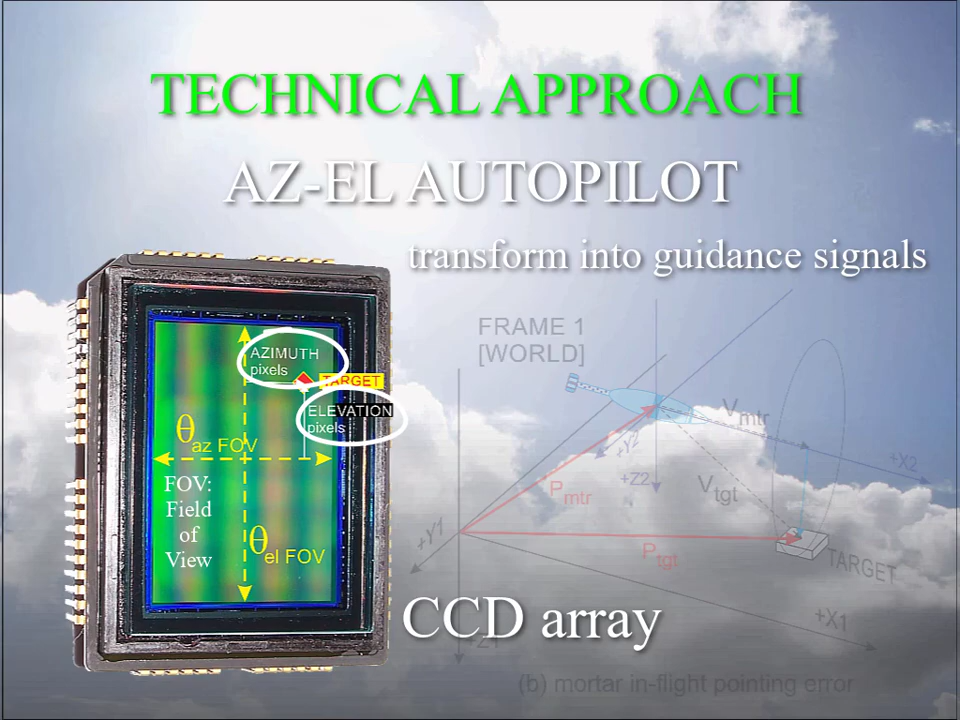 TECHNICAL APPROACH
AZ-EL AUTOPILOT
transform into guidance signals
FRAME 1
[WORLD]
AZIMUTH
pixels
TARGET
ELEVATION
pixels
θaz FOV
FOV:
Field
of
View
θel FOV
Vmtr
+X2
+Y2
+Z2
Vtgt
Pmtr
+Y1
Ptgt
TARGET
+X1
CCD array
+Z1
(b) mortar in-flight pointing error